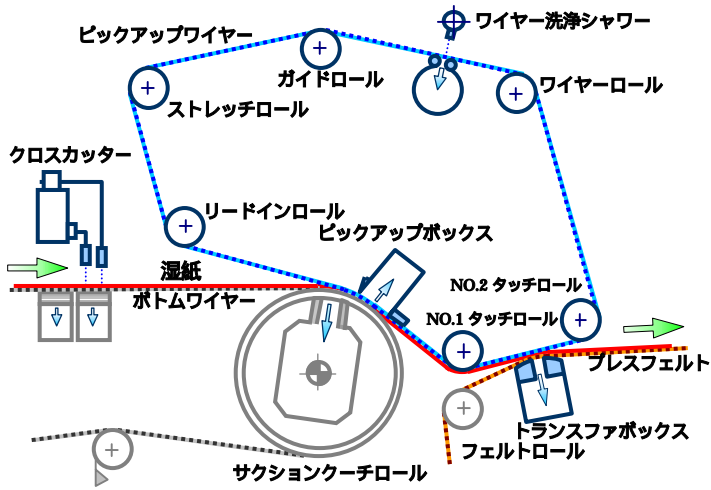 ワイヤー洗浄シャワー
ピックアップワイヤー
ガイドロール
ワイヤーロール
ストレッチロール
クロスカッター
リードインロール
ピックアップボックス
湿紙
ボトムワイヤー
NO.2 タッチロール
NO.1 タッチロール
プレスフェルト
トランスファボックス
フェルトロール
サクションクーチロール